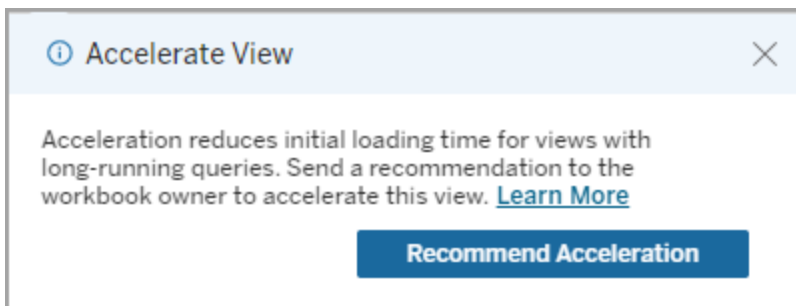 Accelerate View
Acceleration reduces initial loading time for views with
long-running queries. Send a recommendation to the
workbook owner to accelerate this view. Learn More
Recommend Acceleration